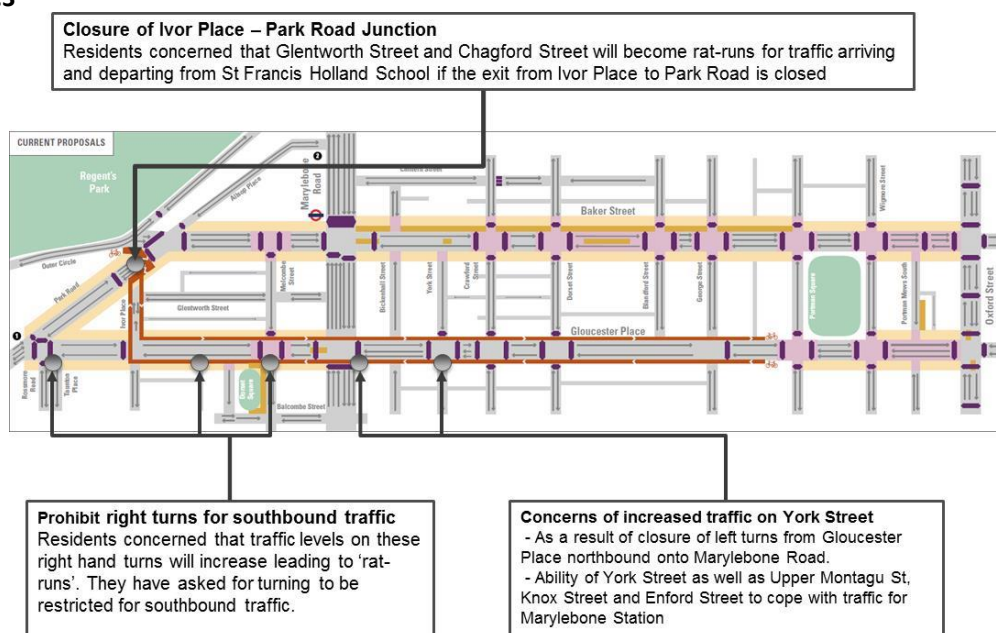 Closure of Ivor Place – Park Road Junction
Residents concerned that Glentworth Street and Chagford Street will become rat-runs for traffic arriving
and departing from St Francis Holland School if the exit from Ivor Place to Park Road is closed
CURRENT PROPOSALS
Regent's
Park
Allsop Place
2
Marylebone
Road
Baker Street
Wigmore Street
Outer Circle
Park Road
Ivor Place
Glentworth Street
Melcombe
Street
Bickenhall Street
York Street
Crawford
Street
Dorset Street
Blandford Street
George Street
Portman Square
Portman Mews South
Oxford Street
Gloucester Place
1
Rossmore
Road
Taunton
Place
Dorset
Square
Balcombe Street
Prohibit right turns for southbound traffic
Residents concerned that traffic levels on these
right hand turns will increase leading to ‘rat-
runs’. They have asked for turning to be
restricted for southbound traffic.
Concerns of increased traffic on York Street
- As a result of closure of left turns from Gloucester
Place northbound onto Marylebone Road.
- Ability of York Street as well as Upper Montagu St,
Knox Street and Enford Street to cope with traffic for
Marylebone Station